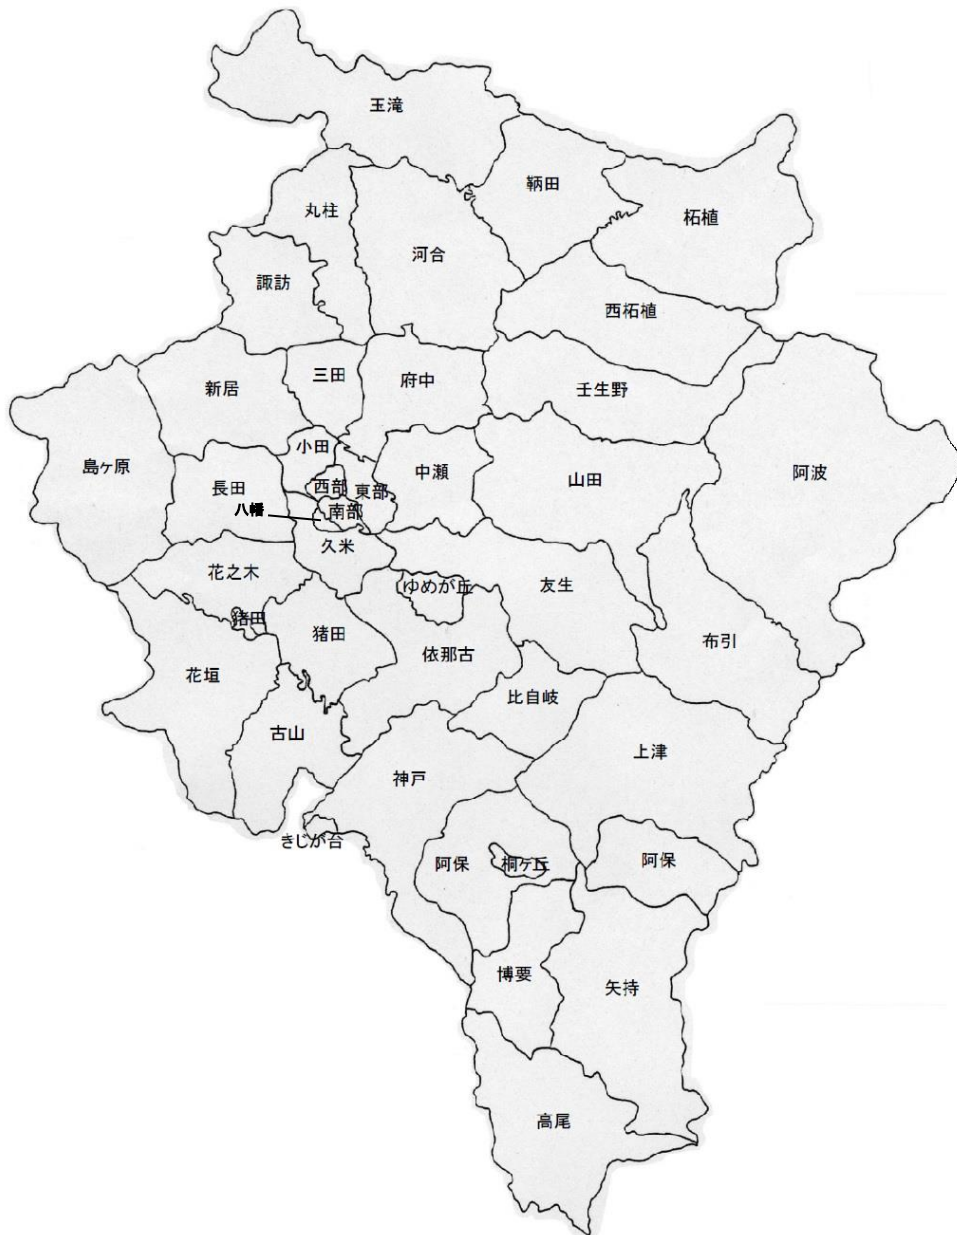 玉滝
鞆田
丸柱
柘植
河合
諏訪
西柘植
三田
府中
新居
壬生野
小田
島ヶ原
中瀬
阿波
山田
長田
西部
東部
八幡
南部
久米
花之木
ゆめが丘
友生
猪田
猪田
布引
依那古
花垣
比自岐
古山
上津
神戸
きじが台
阿保
桐ヶ丘
阿保
博要
矢持
高尾